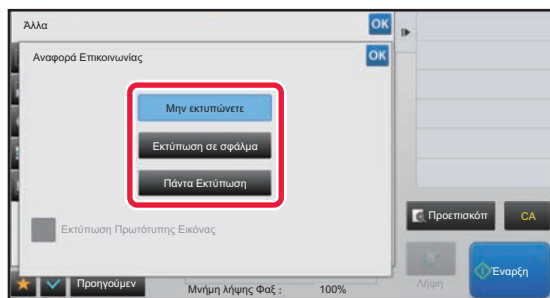 Άλλα
OK
Αναφορά Επικοινωνίας
OK
Μην εκτυπώνετε
Εκτύπωση σε σφάλμα
Πάντα Εκτύπωση
Εκτύπωση Πρωτότυπης Εικόνας
Προεπισκόπ
CA
Προηγούμεν
Μνήμη λήψης Φαξ :
100%
Λήψη
Έναρξη